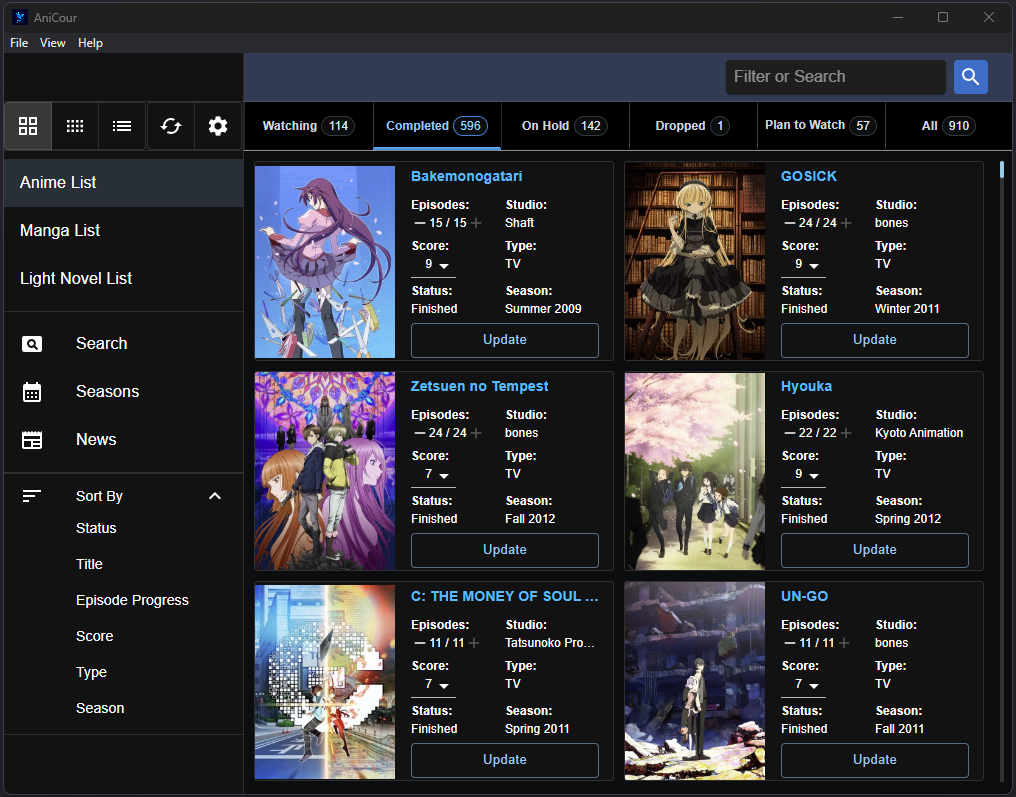 AniCour
File View Help
Filter or Search
Watching 114
Completed 596
On Hold 142
Dropped 1
Plan to Watch 57
All 910
Anime List
Manga List
Light Novel List
Search
Seasons
News
Sort By
Status
Title
Episode Progress
Score
Type
Season
Bakemonogatari
Episodes: Studio:
15 / 15 Shaft
Score: Type:
9 TV
Status: Season:
Finished Summer 2009
Update
GOSICK
Episodes: Studio:
24 / 24 bones
Score: Type:
9 TV
Status: Season:
Finished Winter 2011
Update
Zetsuen no Tempest
Episodes: Studio:
24 / 24 bones
Score: Type:
7 TV
Status: Season:
Finished Fall 2012
Update
Hyouka
Episodes: Studio:
22 / 22 Kyoto Animation
Score: Type:
9 TV
Status: Season:
Finished Spring 2012
Update
C: THE MONEY OF SOUL ...
Episodes: Studio:
11 / 11 Tatsunoko Pro...
Score: Type:
7 TV
Status: Season:
Finished Spring 2011
Update
UN-GO
Episodes: Studio:
11 / 11 bones
Score: Type:
7 TV
Status: Season:
Finished Fall 2011
Update